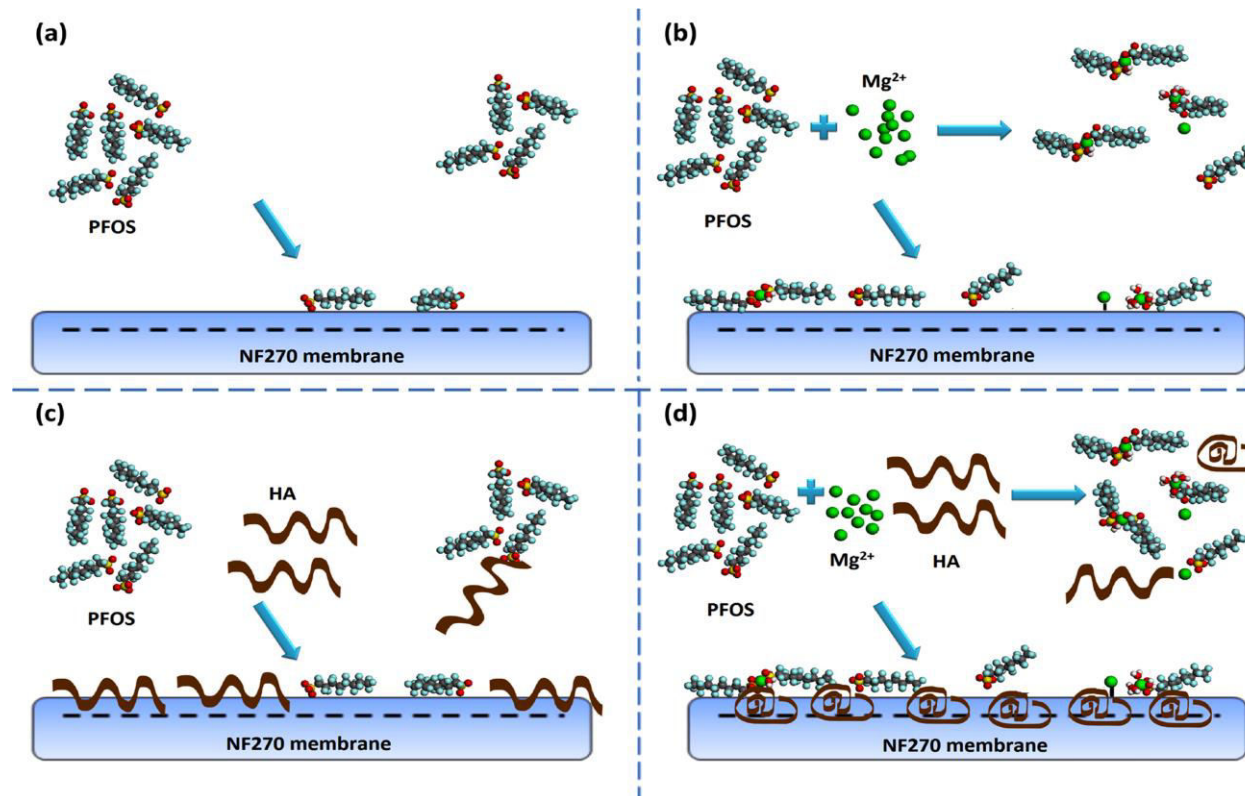 (a)
PFOS
NF270 membrane
(b)
Mg²⁺
PFOS
NF270 membrane
(c)
HA
PFOS
NF270 membrane
(d)
Mg²⁺
HA
PFOS
NF270 membrane